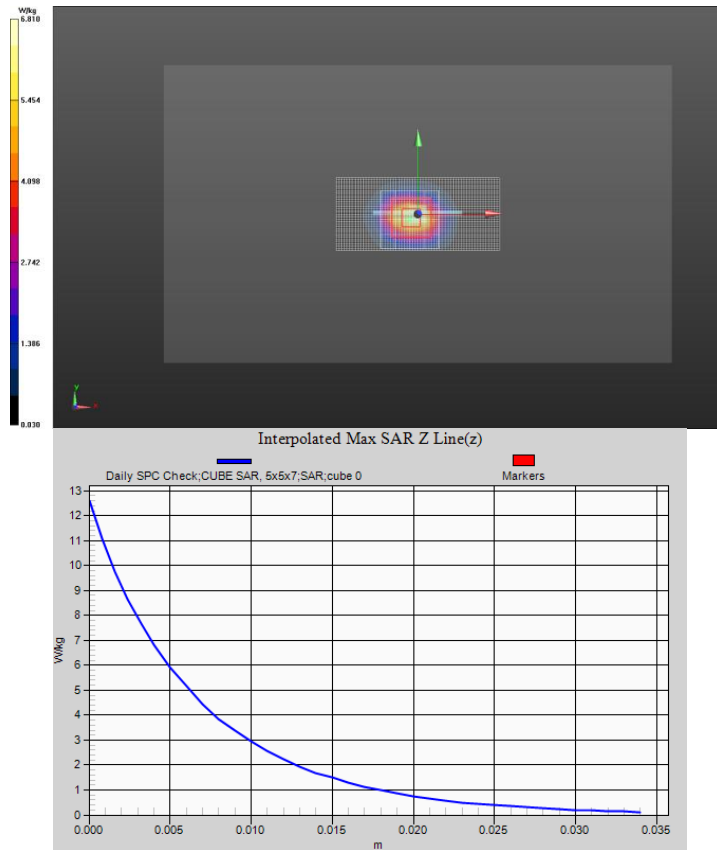 W/kg
6.810
5.454
4.098
2.742
1.386
0.030
y
x
Interpolated Max SAR Z Line(z)
Daily SPC Check;CUBE SAR, 5x5x7;SAR;cube 0 Markers
13
12
11
10
9
8
7
6
5
4
3
2
1
0
W/kg
0.000 0.005 0.010 0.015 0.020 0.025 0.030 0.035
m